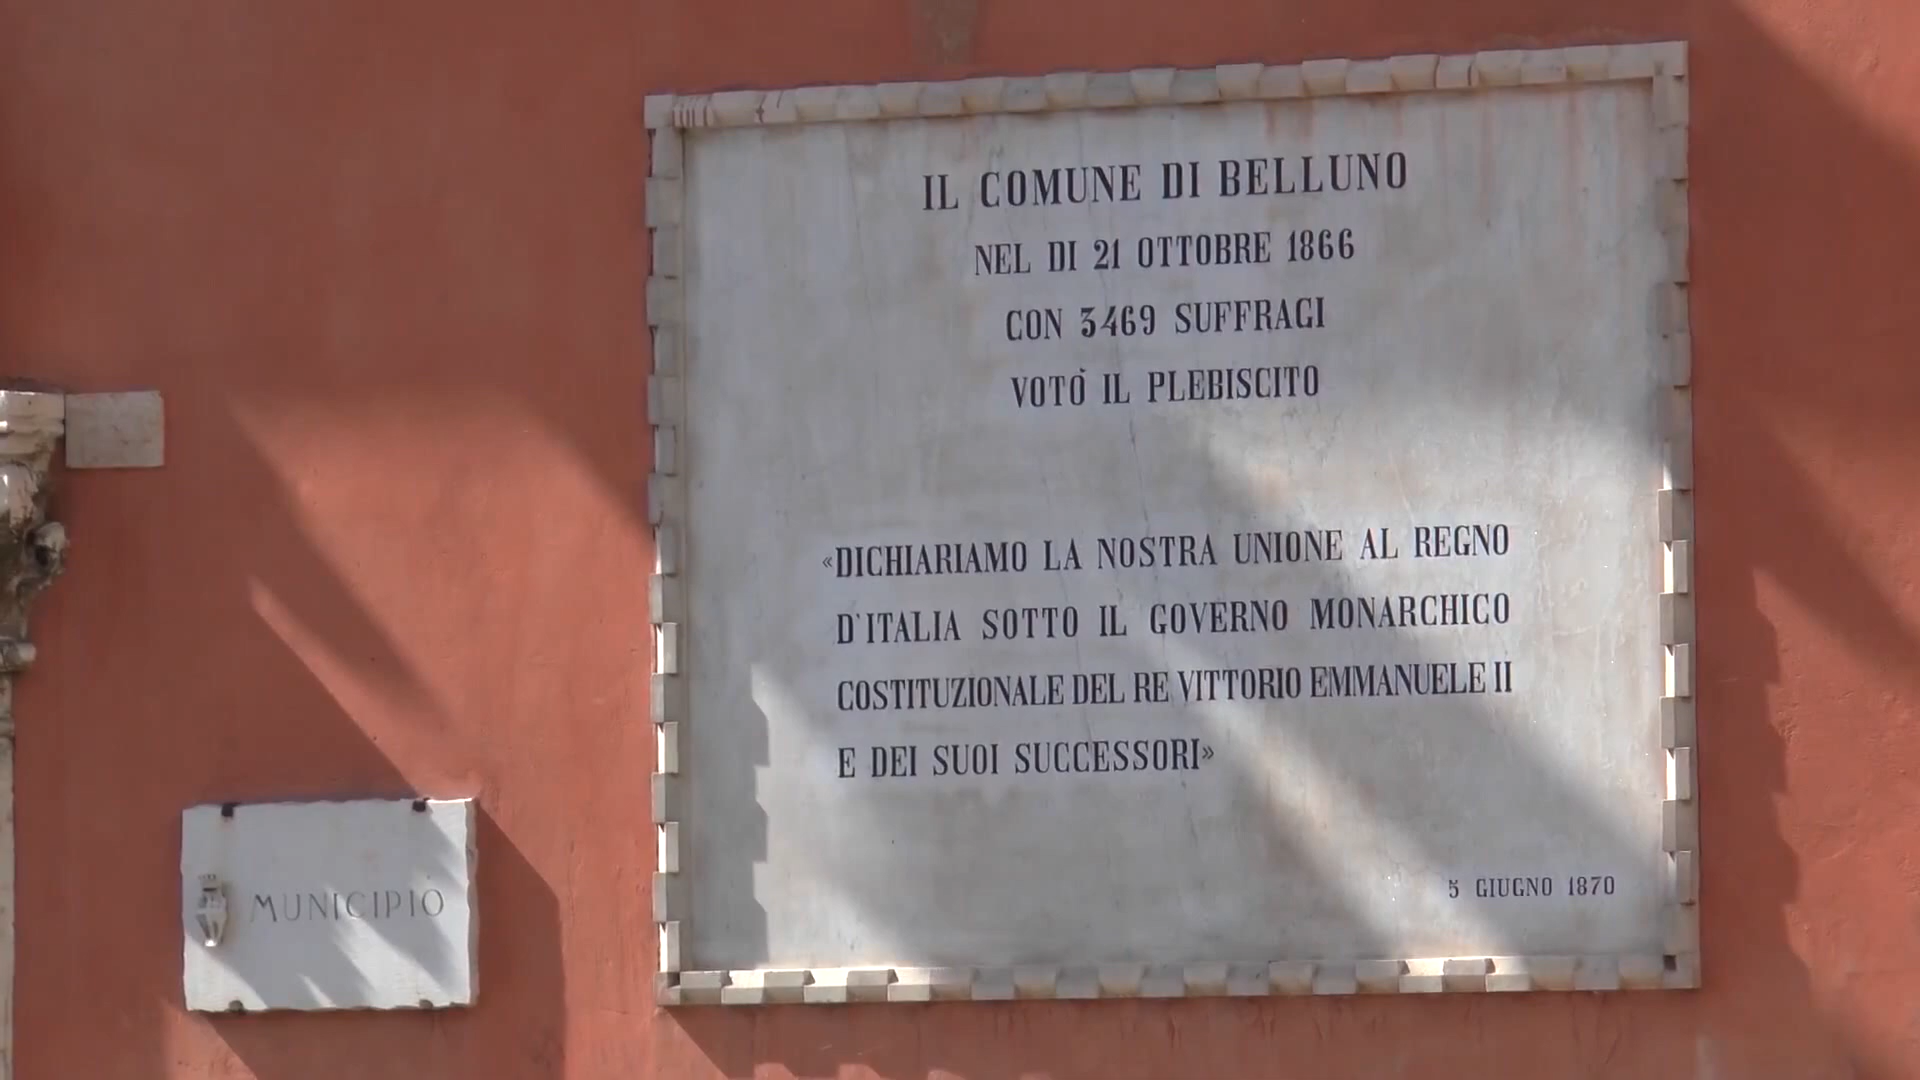 IL COMUNE DI BELLUNO
NEL DI 21 OTTOBRE 1866
CON 3469 SUFFRAGI
VOTÒ IL PLEBISCITO
«DICHIARIAMO LA NOSTRA UNIONE AL REGNO
D'ITALIA SOTTO IL GOVERNO MONARCHICO
COSTITUZIONALE DEL RE VITTORIO EMMANUELE II
E DEI SUOI SUCCESSORI»
5 GIUGNO 1870
MUNICIPIO